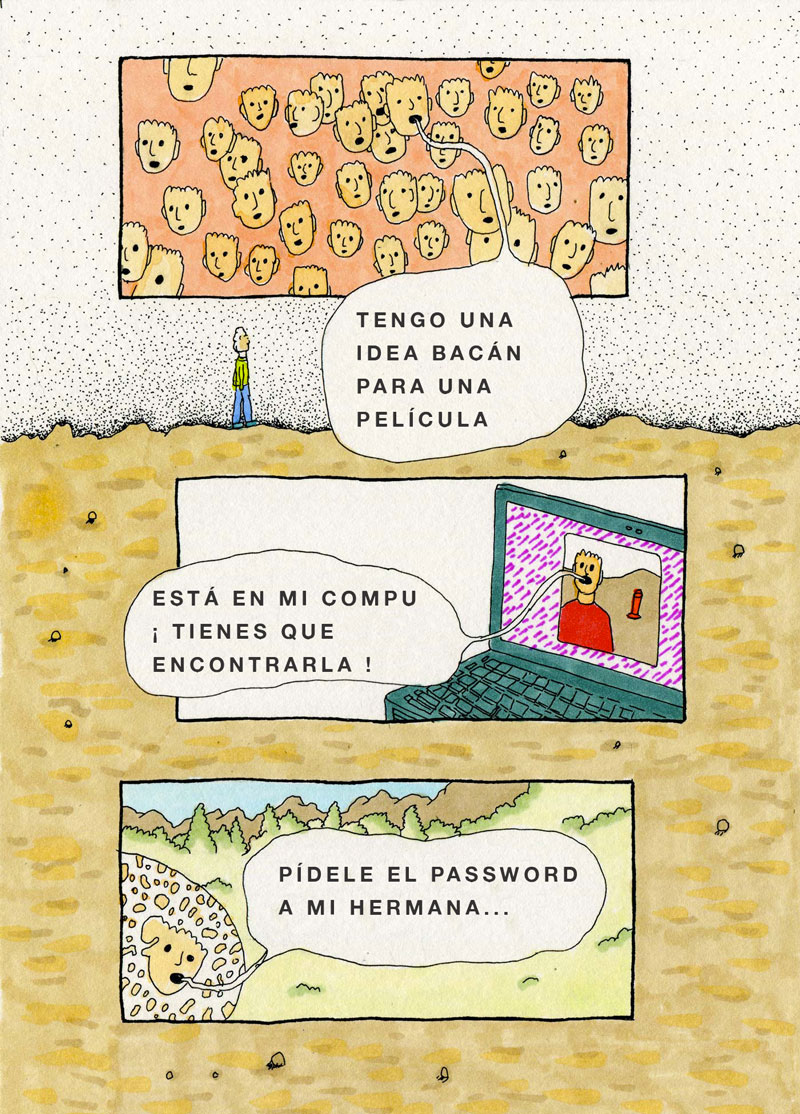 TENGO UNA
IDEA BACÁN
PARA UNA
PELÍCULA
ESTÁ EN MI COMPU
¡ TIENES QUE
ENCONTRARLA !
PÍDELE EL PASSWORD
A MI HERMANA...